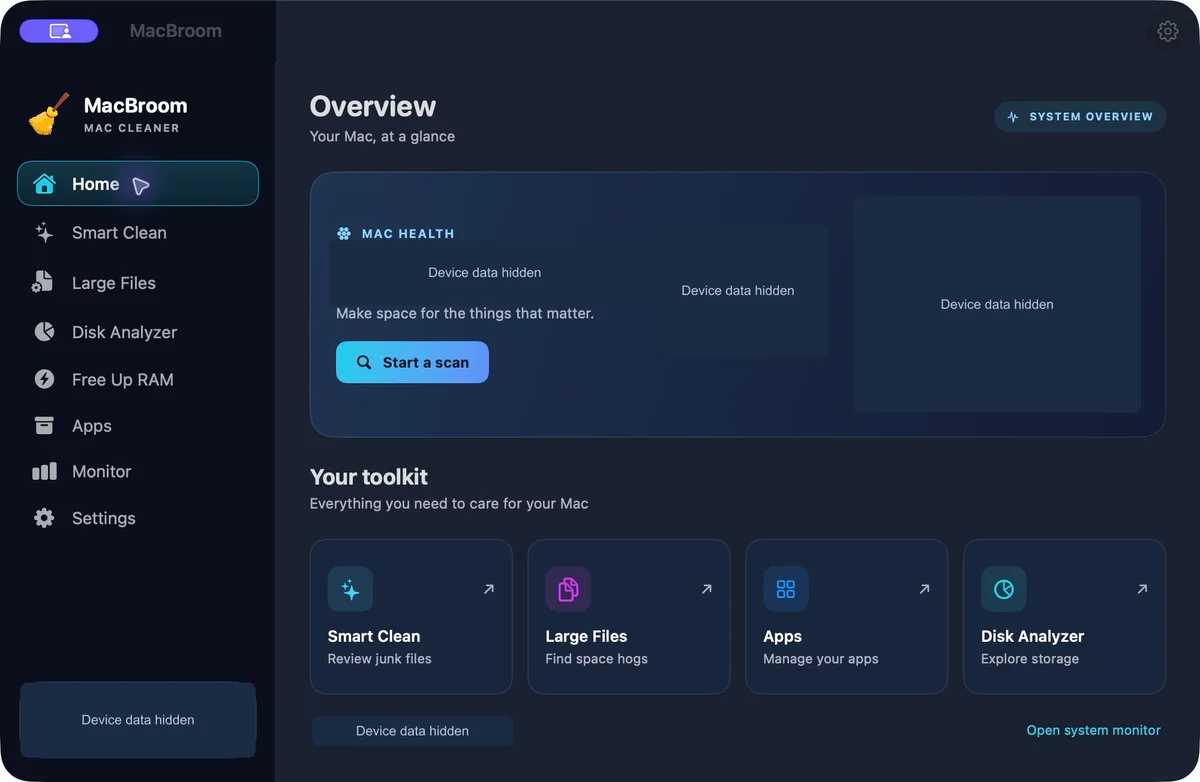 MacBroom
MacBroom
MAC CLEANER
Home
Smart Clean
Large Files
Disk Analyzer
Free Up RAM
Apps
Monitor
Settings
Device data hidden
Overview
Your Mac, at a glance
SYSTEM OVERVIEW
MAC HEALTH
Device data hidden
Make space for the things that matter.
Start a scan
Device data hidden
Device data hidden
Your toolkit
Everything you need to care for your Mac
Smart Clean
Review junk files
Large Files
Find space hogs
Apps
Manage your apps
Disk Analyzer
Explore storage
Device data hidden
Open system monitor